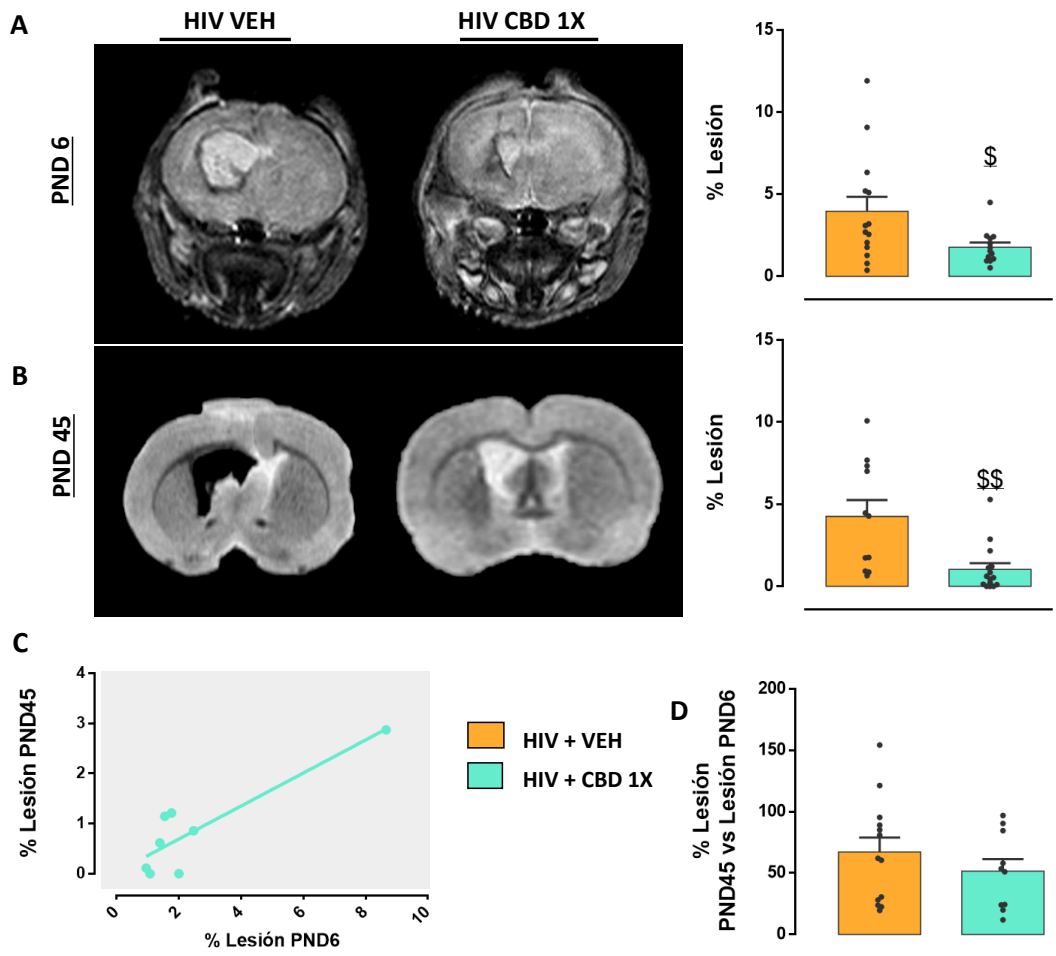 A
HIV VEH
HIV CBD 1X
PND 6
% Lesión
15
10
5
0
$
B
PND 45
% Lesión
15
10
5
0
$$
C
% Lesión PND45
4
3
2
1
0
0 2 4 6 8 10
% Lesión PND6
HIV + VEH
HIV + CBD 1X
D
% Lesión
PND45 vs Lesión PND6
200
150
100
50
0